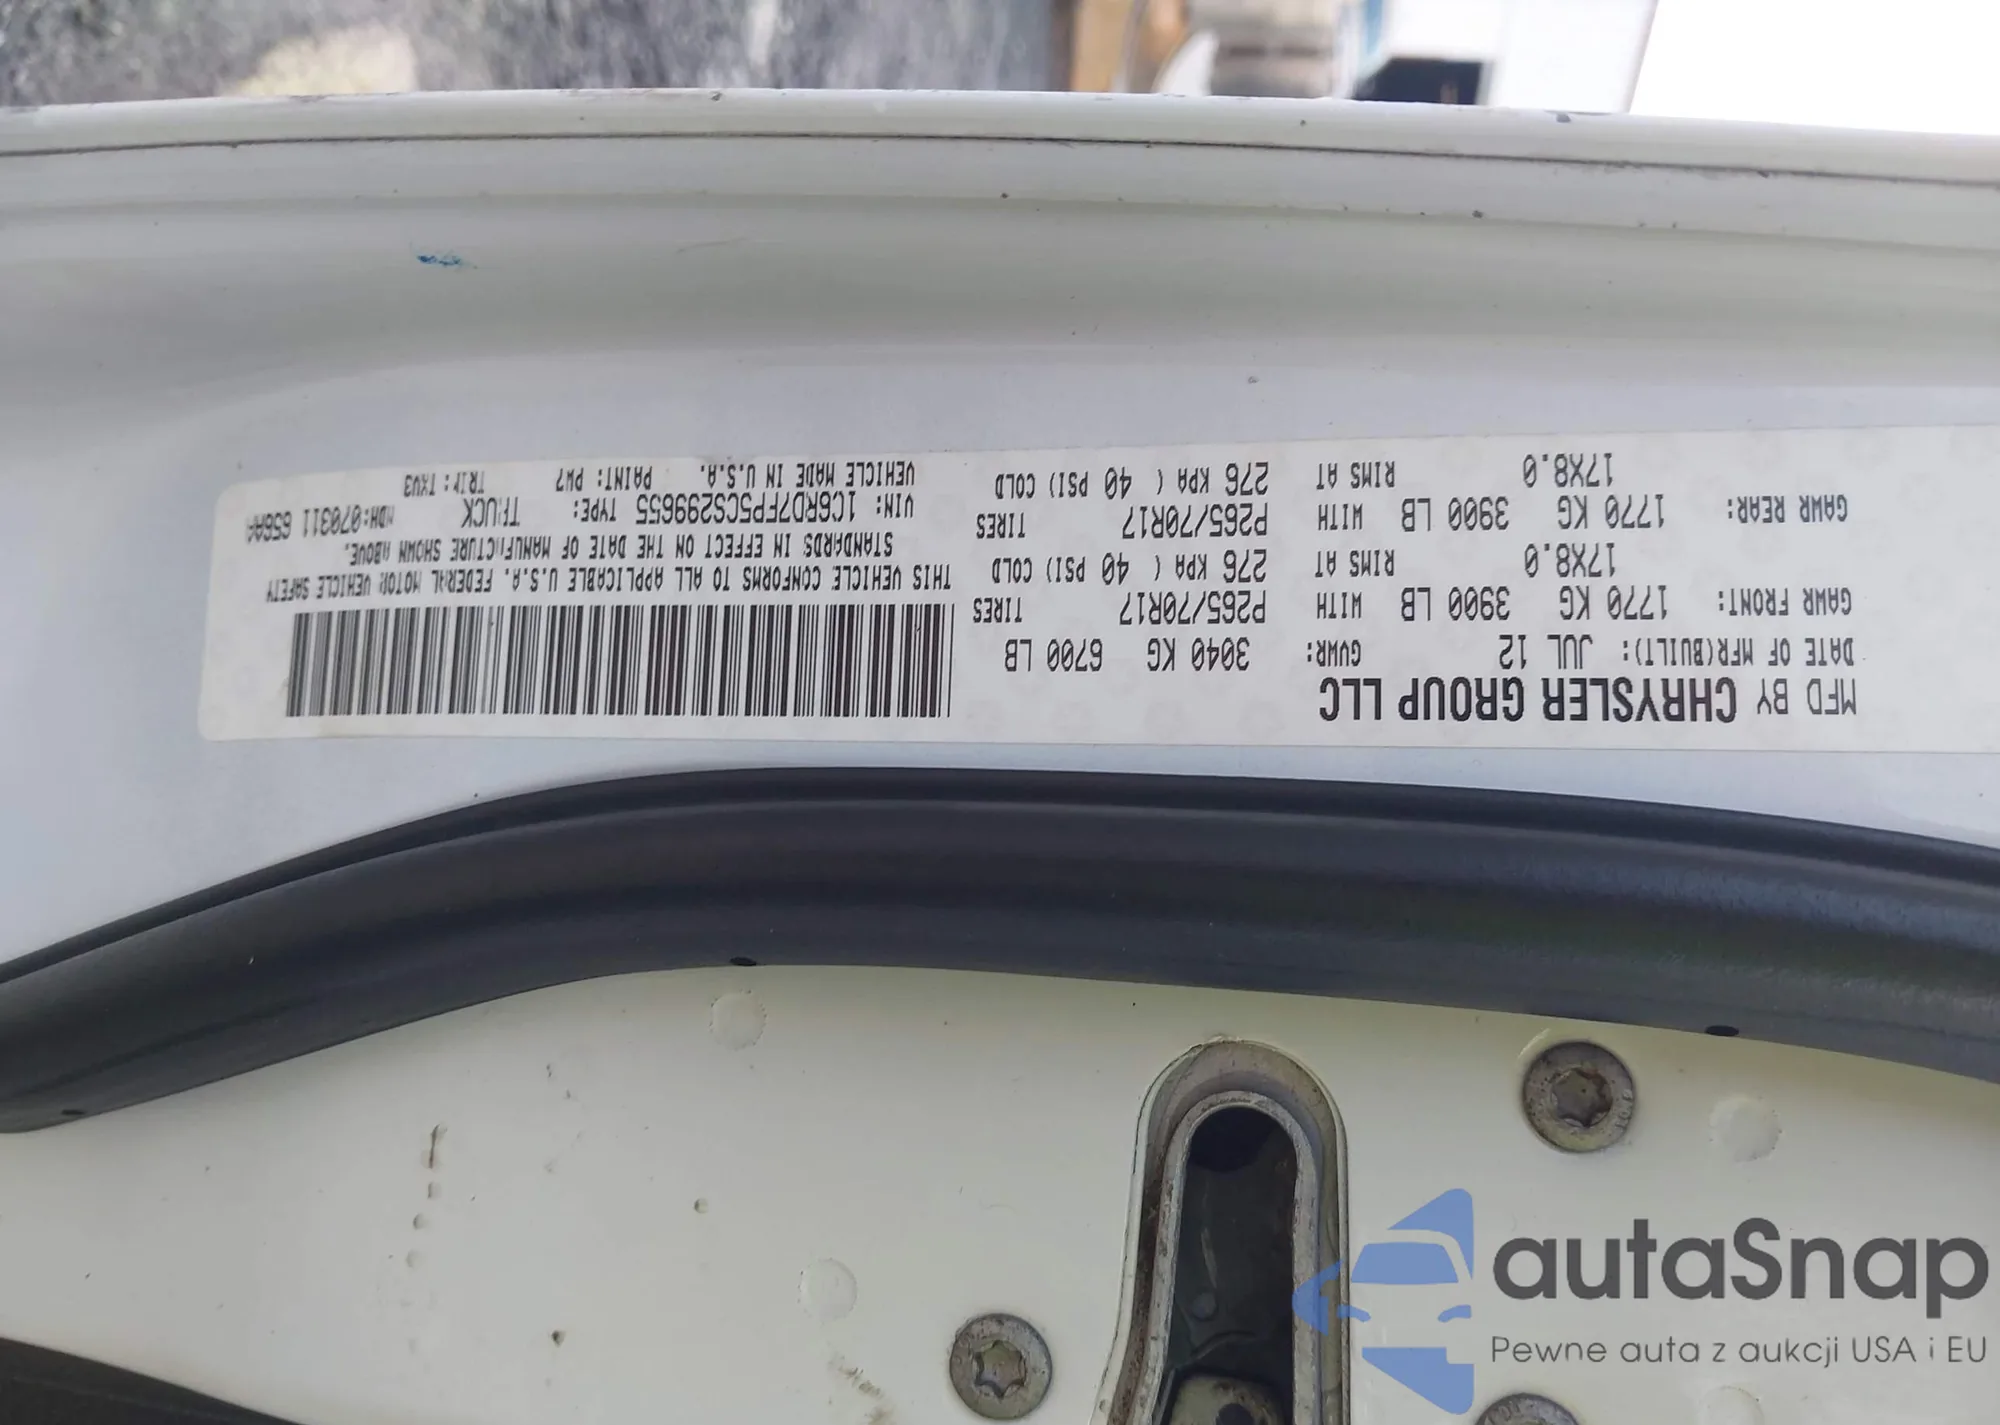 MFD BY CHRYSLER GROUP LLC
DATE OF MFR(BUILT): JUL 12 GVWR: 3040 KG 6700 LB
GAWR FRONT: 1770 KG 3900 LB WITH P265/70R17 TIRES
17X8.0 RIMS AT 276 KPA ( 40 PSI) COLD
GAWR REAR: 1770 KG 3900 LB WITH P265/70R17 TIRES
17X8.0 RIMS AT 276 KPA ( 40 PSI) COLD
THIS VEHICLE CONFORMS TO ALL APPLICABLE U.S.A. FEDERAL MOTOR VEHICLE SAFETY
STANDARDS IN EFFECT ON THE DATE OF MANUFACTURE SHOWN ABOVE.
VIN: 1C6RD7FP5CS299655 TYPE: TRUCK MDH:070311 656AA
VEHICLE MADE IN U.S.A. PAINT: PW7 TRIM: TXV3
autaSnap
Pewne auta z aukcji USA i EU